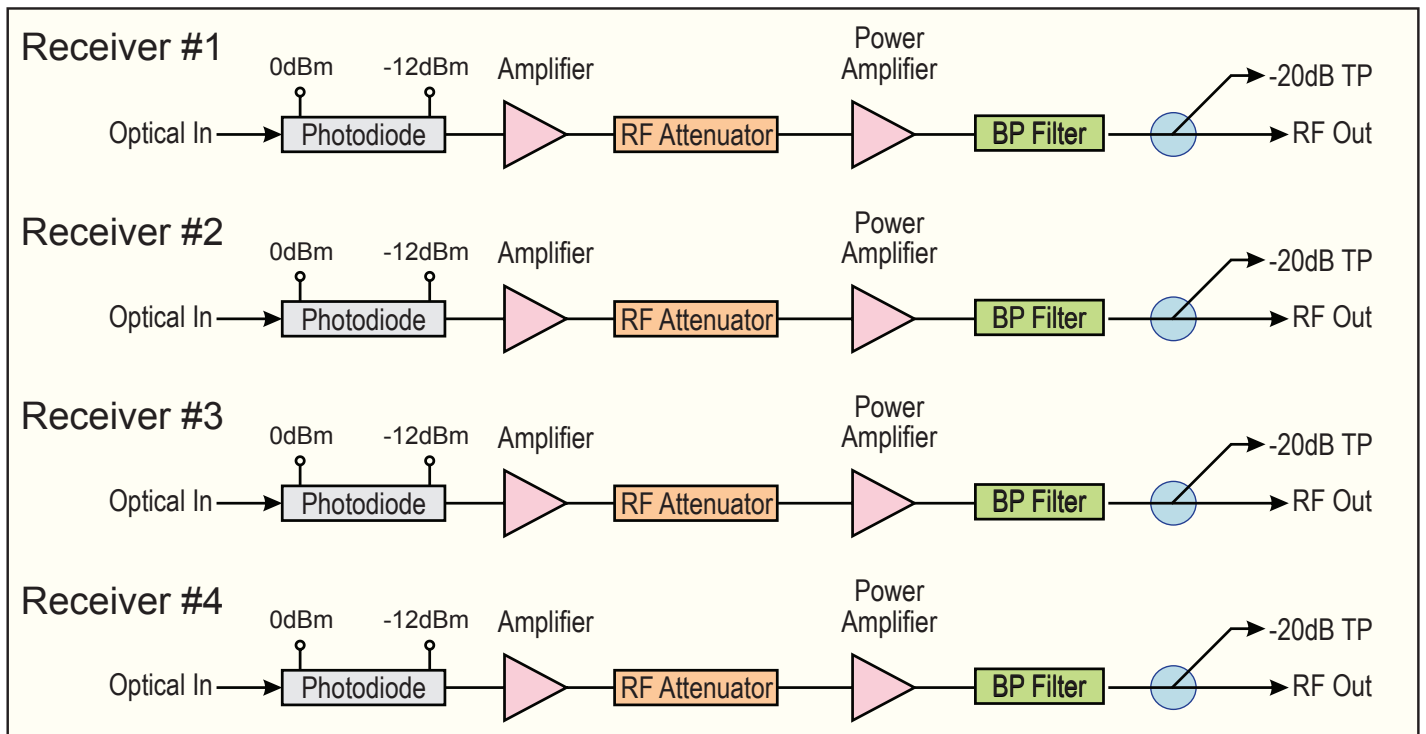 Receiver #1
0dBm -12dBm Amplifier Power Amplifier -20dB TP
Optical In Photodiode RF Attenuator BP Filter RF Out
Receiver #2
0dBm -12dBm Amplifier Power Amplifier -20dB TP
Optical In Photodiode RF Attenuator BP Filter RF Out
Receiver #3
0dBm -12dBm Amplifier Power Amplifier -20dB TP
Optical In Photodiode RF Attenuator BP Filter RF Out
Receiver #4
0dBm -12dBm Amplifier Power Amplifier -20dB TP
Optical In Photodiode RF Attenuator BP Filter RF Out